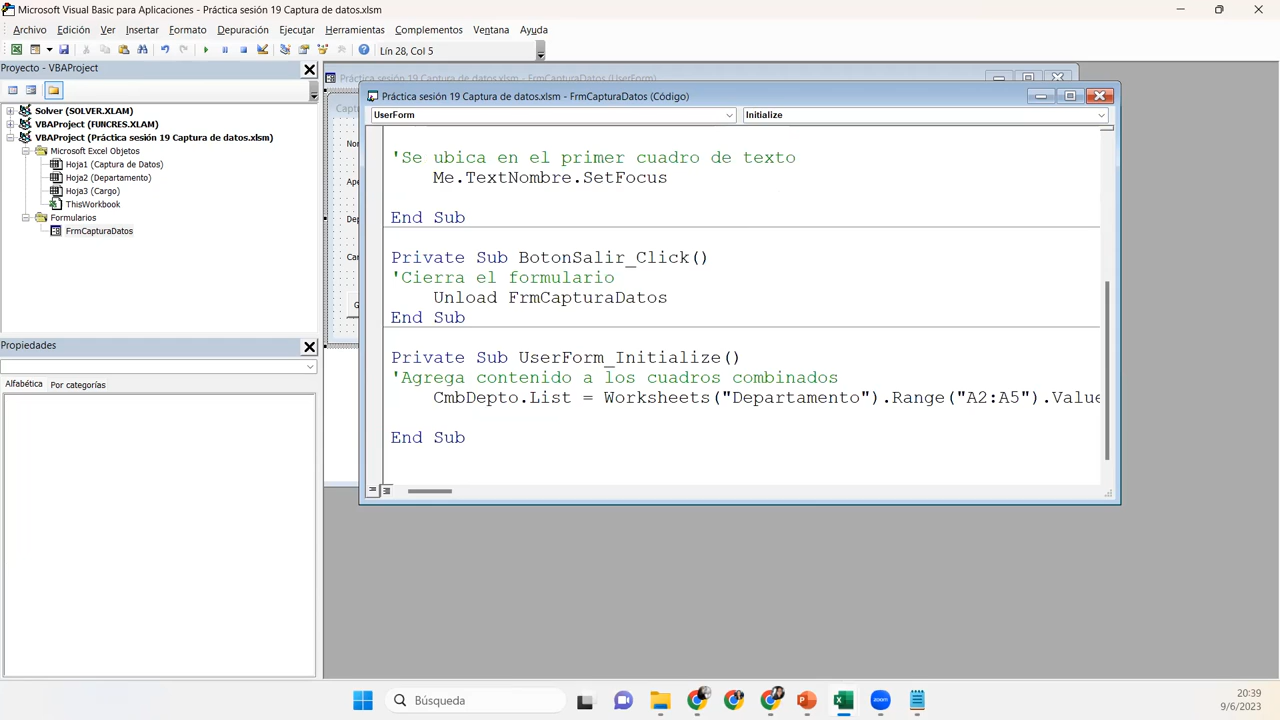 Microsoft Visual Basic para Aplicaciones - Práctica sesión 19 Captura de datos.xlsm
Archivo Edición Ver Insertar Formato Depuración Ejecutar Herramientas Complementos Ventana Ayuda
Lín 28, Col 5
Proyecto - VBAProject
Solver (SOLVER.XLAM)
VBAProject (FUNCRES.XLAM)
VBAProject (Práctica sesión 19 Captura de datos.xlsm)
Microsoft Excel Objetos
Hoja1 (Captura de Datos)
Hoja2 (Departamento)
Hoja3 (Cargo)
ThisWorkbook
Formularios
FrmCapturaDatos
Propiedades
Alfabética Por categorías
Práctica sesión 19 Captura de datos.xlsm - FrmCapturaDatos (UserForm)
Captu
Nor
Ape
Dep
Car
G
Práctica sesión 19 Captura de datos.xlsm - FrmCapturaDatos (Código)
UserForm Initialize
'Se ubica en el primer cuadro de texto
Me.TextNombre.SetFocus
End Sub
Private Sub BotonSalir_Click()
'Cierra el formulario
Unload FrmCapturaDatos
End Sub
Private Sub UserForm_Initialize()
'Agrega contenido a los cuadros combinados
CmbDepto.List = Worksheets("Departamento").Range("A2:A5").Value
End Sub
Búsqueda
20:39
9/6/2023